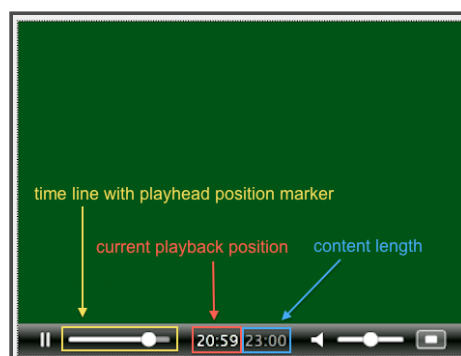 time line with playhead position marker
current playback position
content length
20:59 23:00